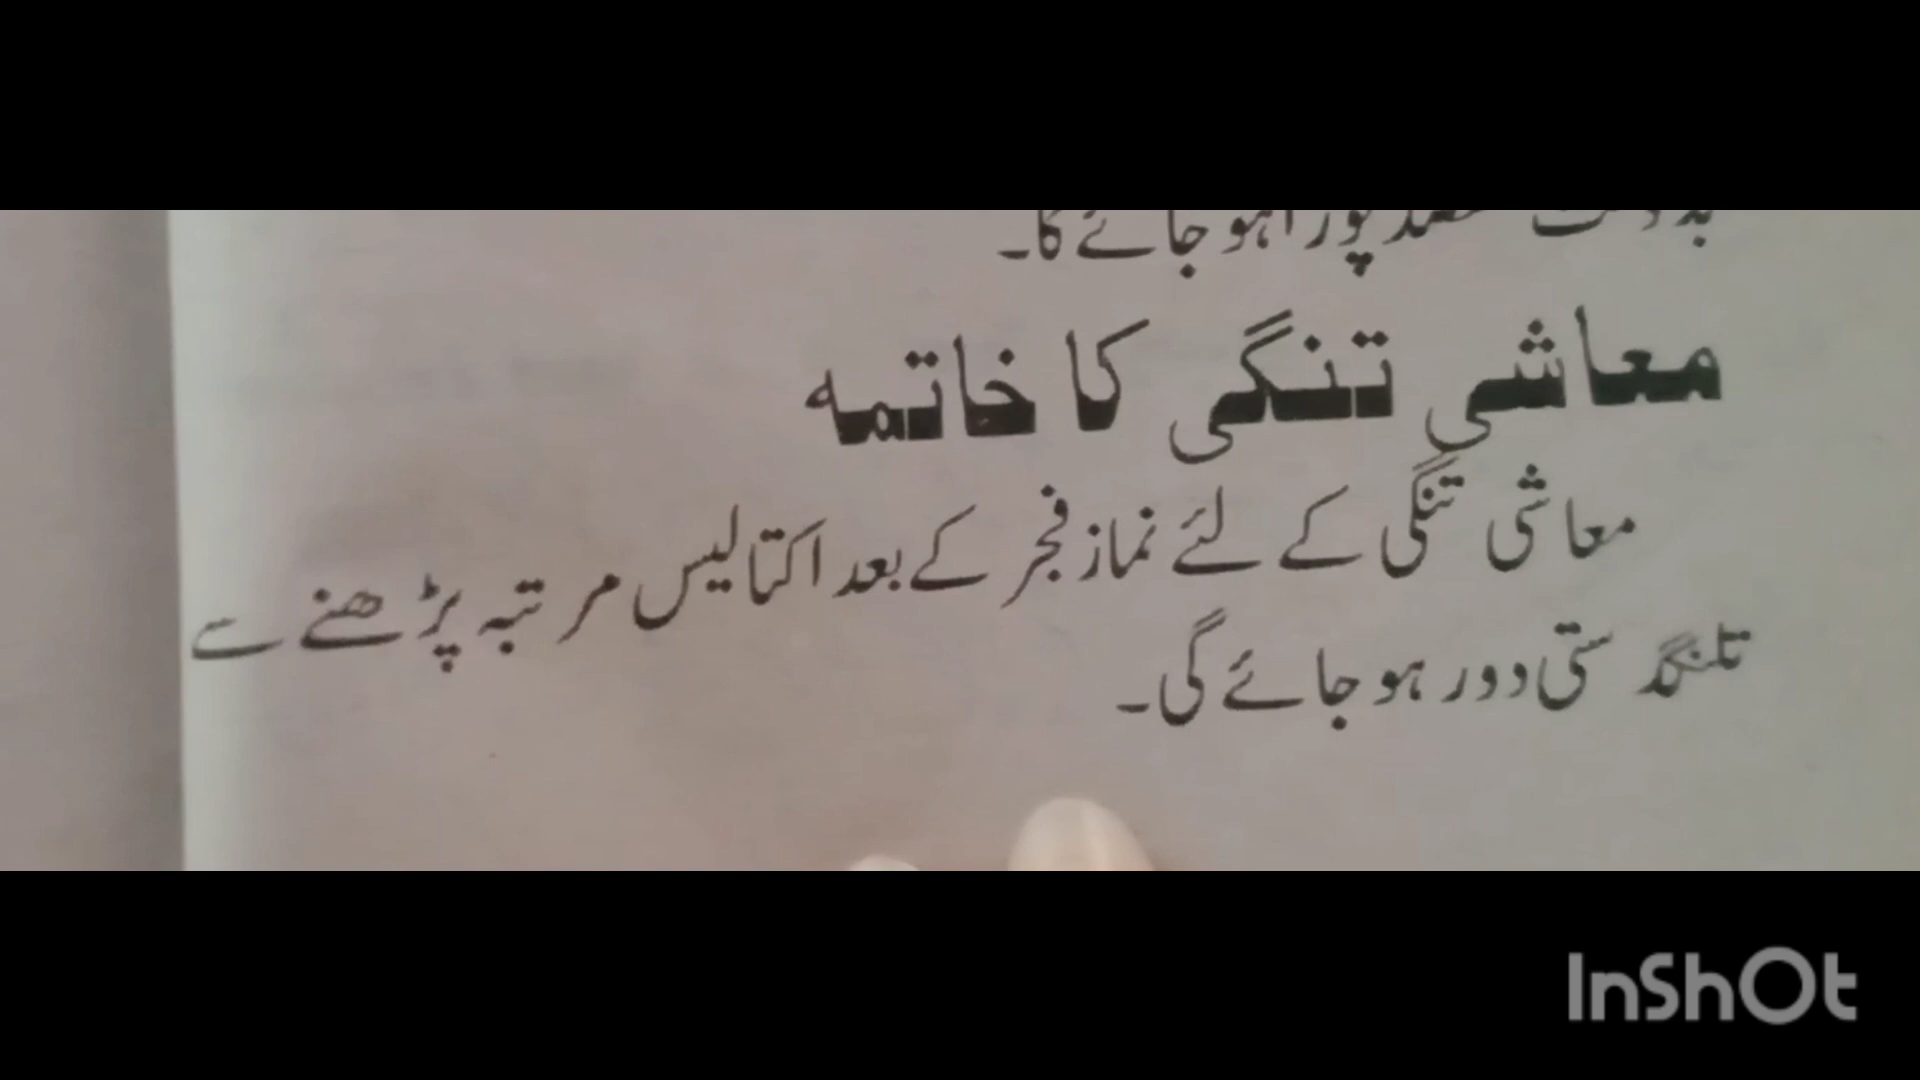 پورا ہو جائے گا۔
معاشی تنگی کا خاتمہ
معاشی تنگی کے لئے نماز فجر کے بعد اکتالیس مرتبہ پڑھنے سے
تلنگدستی دور ہو جائے گی۔
InShOt